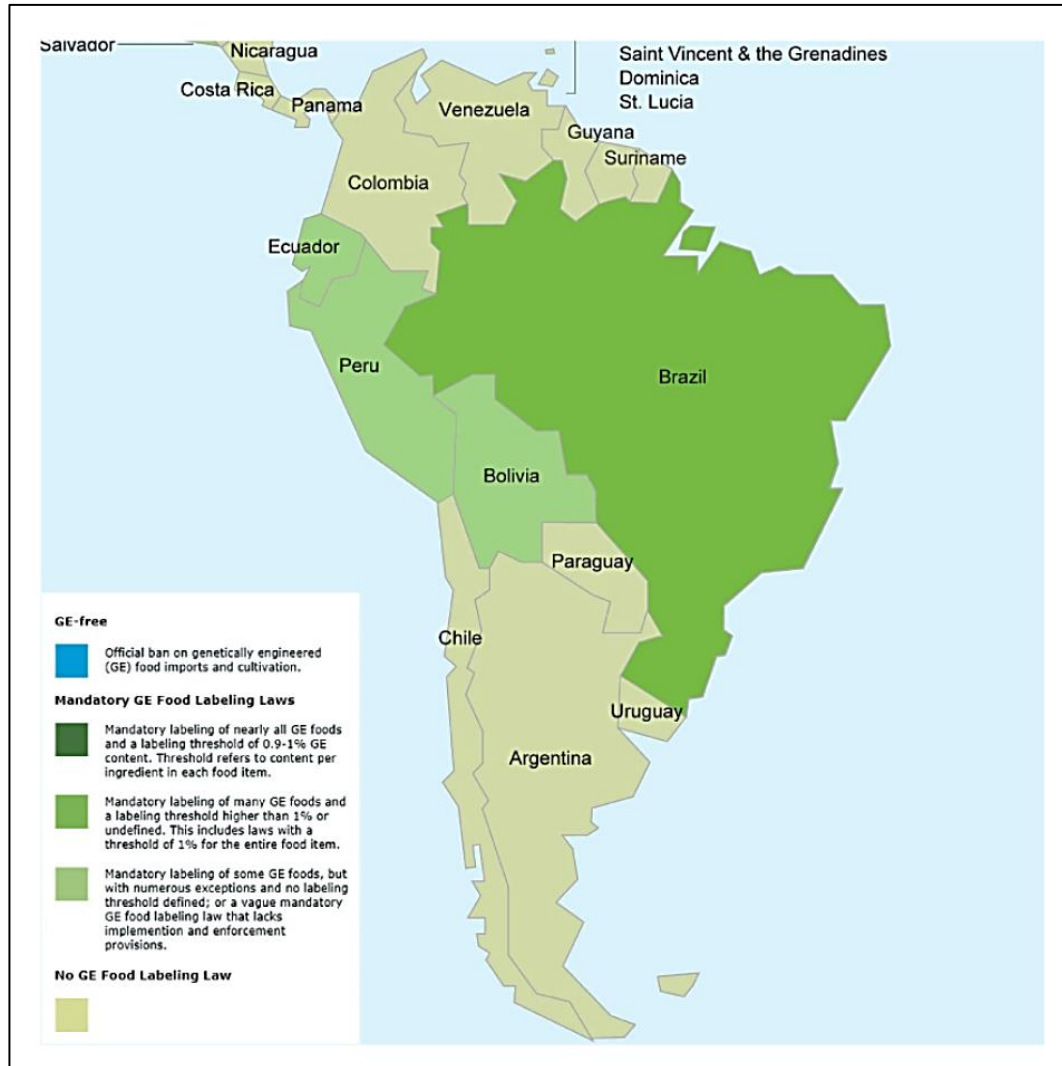 Salvador
Nicaragua
Costa Rica
Panama
Saint Vincent & the Grenadines
Dominica
St. Lucia
Venezuela
Guyana
Suriname
Colombia
Ecuador
Peru
Brazil
Bolivia
Paraguay
Chile
Uruguay
Argentina
GE-free
Official ban on genetically engineered
(GE) food imports and cultivation.
Mandatory GE Food Labeling Laws
Mandatory labeling of nearly all GE foods
and a labeling threshold of 0.9-1% GE
content. Threshold refers to content per
ingredient in each food item.
Mandatory labeling of many GE foods and
a labeling threshold higher than 1% or
undefined. This includes laws with a
threshold of 1% for the entire food item.
Mandatory labeling of some GE foods, but
with numerous exceptions and no labeling
threshold defined; or a vague mandatory
GE food labeling law that lacks
implemention and enforcement
provisions.
No GE Food Labeling Law